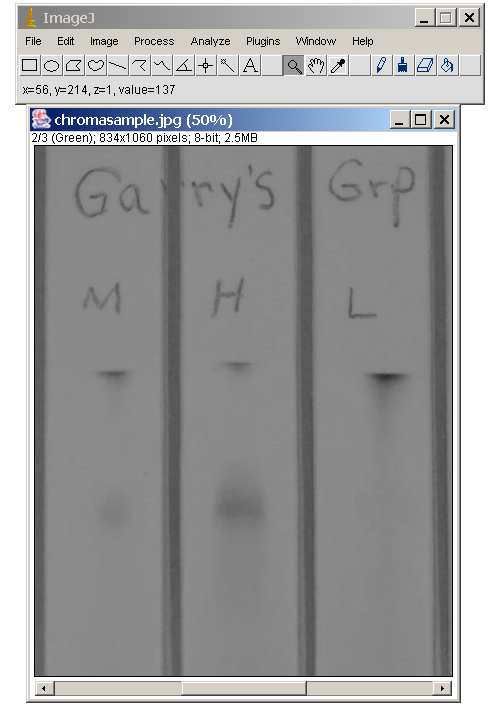 ImageJ
File Edit Image Process Analyze Plugins Window Help
A
x=56, y=214, z=1, value=137
chromasample.jpg (50%)
2/3 (Green); 834x1060 pixels; 8-bit; 2.5MB
Garry's Grp
M H L